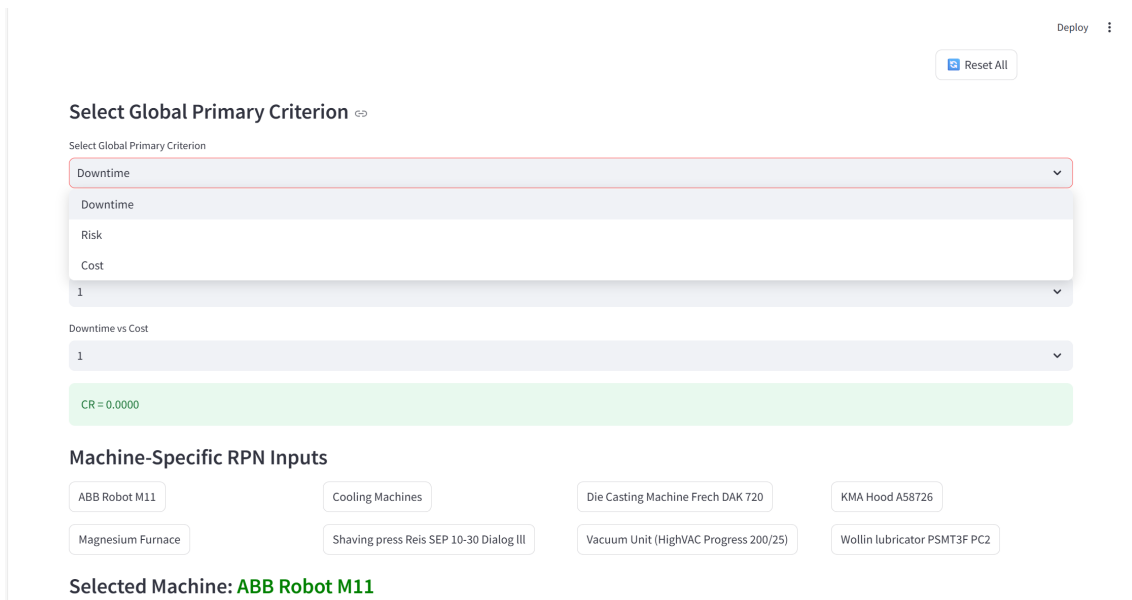 Deploy
Reset All
Select Global Primary Criterion
Select Global Primary Criterion
Downtime
Downtime
Risk
Cost
1
Downtime vs Cost
1
CR = 0.0000
Machine-Specific RPN Inputs
ABB Robot M11 Cooling Machines Die Casting Machine Frech DAK 720 KMA Hood A58726
Magnesium Furnace Shaving press Reis SEP 10-30 Dialog lll Vacuum Unit (HighVAC Progress 200/25) Wollin lubricator PSMT3F PC2
Selected Machine: ABB Robot M11